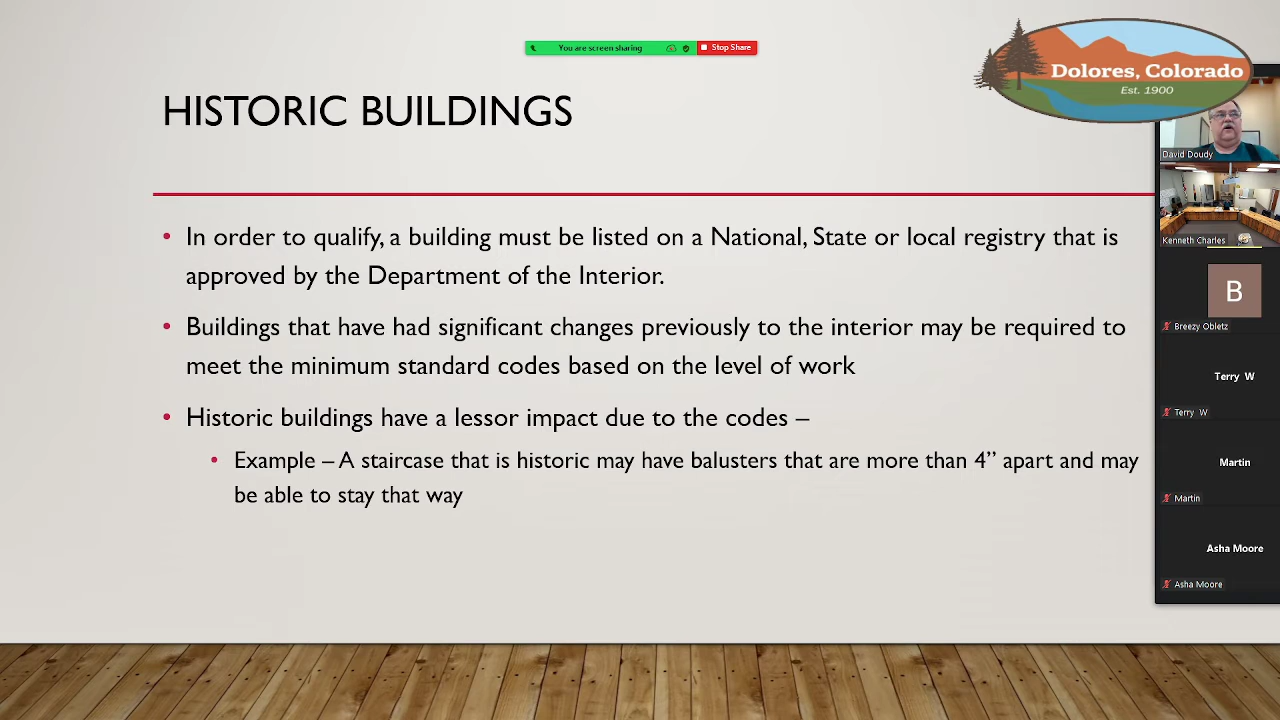 You are screen sharing
Stop Share
Dolores, Colorado
Est. 1900
HISTORIC BUILDINGS
• In order to qualify, a building must be listed on a National, State or local registry that is
approved by the Department of the Interior.
• Buildings that have had significant changes previously to the interior may be required to
meet the minimum standard codes based on the level of work
• Historic buildings have a lessor impact due to the codes –
• Example – A staircase that is historic may have balusters that are more than 4” apart and may
be able to stay that way
David Doudy
Kenneth Charles
B
Breezy Obletz
Terry W
Terry W
Martin
Martin
Asha Moore
Asha Moore